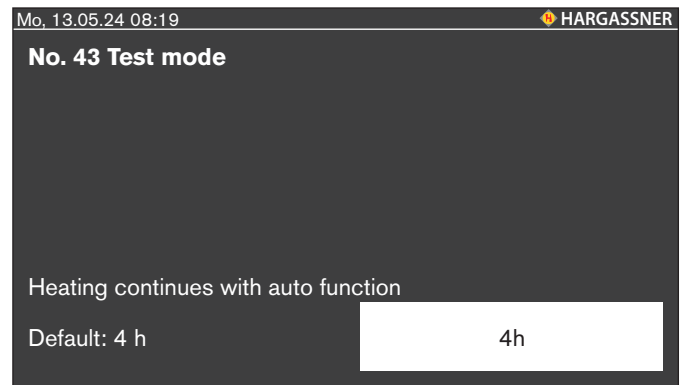 Mo, 13.05.24 08:19 HARGASSNER
No. 43 Test mode
Heating continues with auto function
Default: 4 h 4h